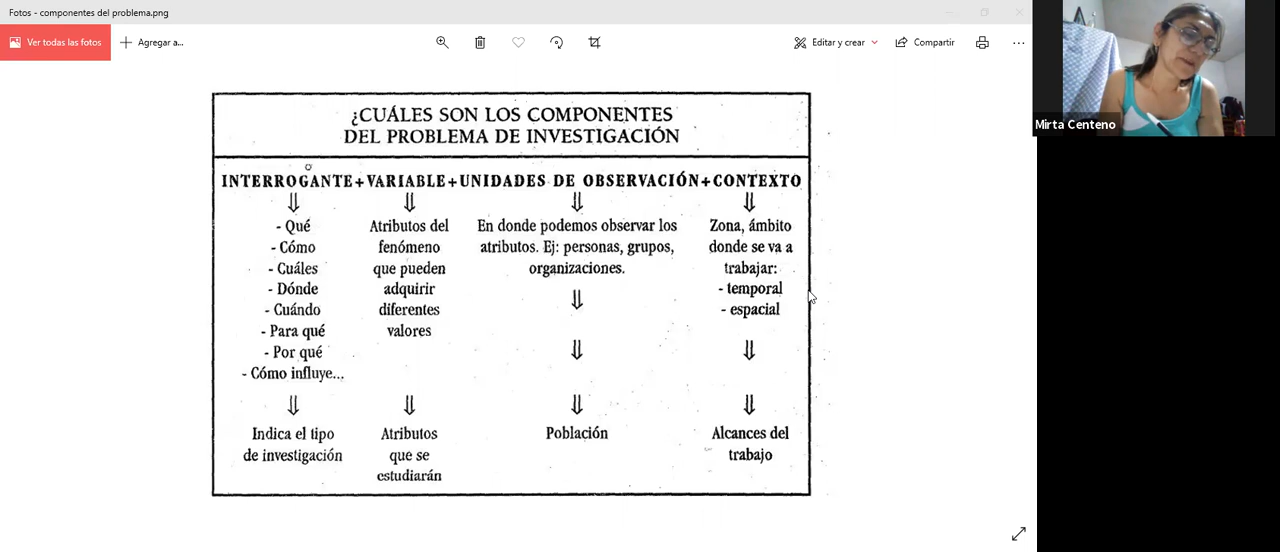 Fotos - componentes del problema.png
Ver todas las fotos
Agregar a...
Editar y crear
Compartir
Mirta Centeno
¿CUÁLES SON LOS COMPONENTES
DEL PROBLEMA DE INVESTIGACIÓN
INTERROGANTE+VARIABLE+UNIDADES DE OBSERVACIÓN+CONTEXTO
- Qué
- Cómo
- Cuáles
- Dónde
- Cuándo
- Para qué
- Por qué
- Cómo influye...
Indica el tipo
de investigación
Atributos del
fenómeno
que pueden
adquirir
diferentes
valores
Atributos
que se
estudiarán
En donde podemos observar los
atributos. Ej: personas, grupos,
organizaciones.
Población
Zona, ámbito
donde se va a
trabajar:
- temporal
- espacial
Alcances del
trabajo